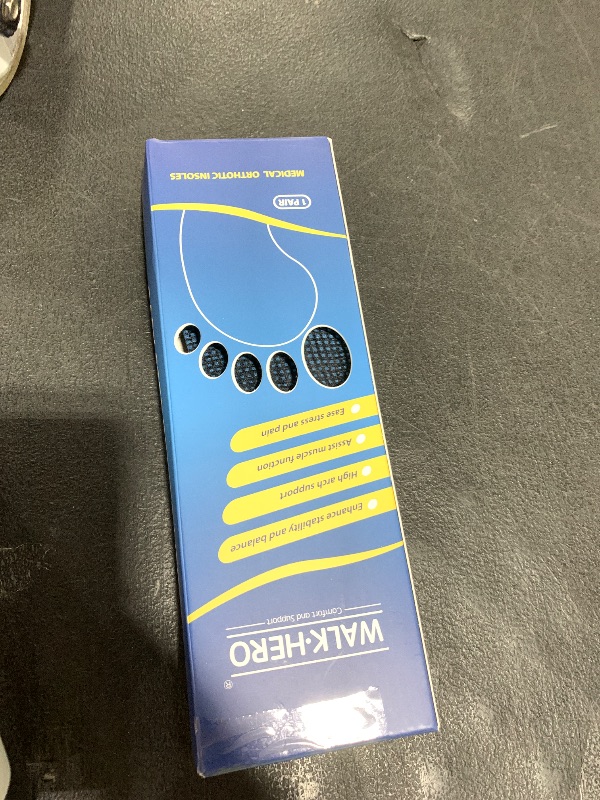 WALK·HERO®
Comfort and Support
Enhance stability and balance
High arch support
Assist muscle function
Ease stress and pain
1 PAIR
MEDICAL ORTHOTIC INSOLES